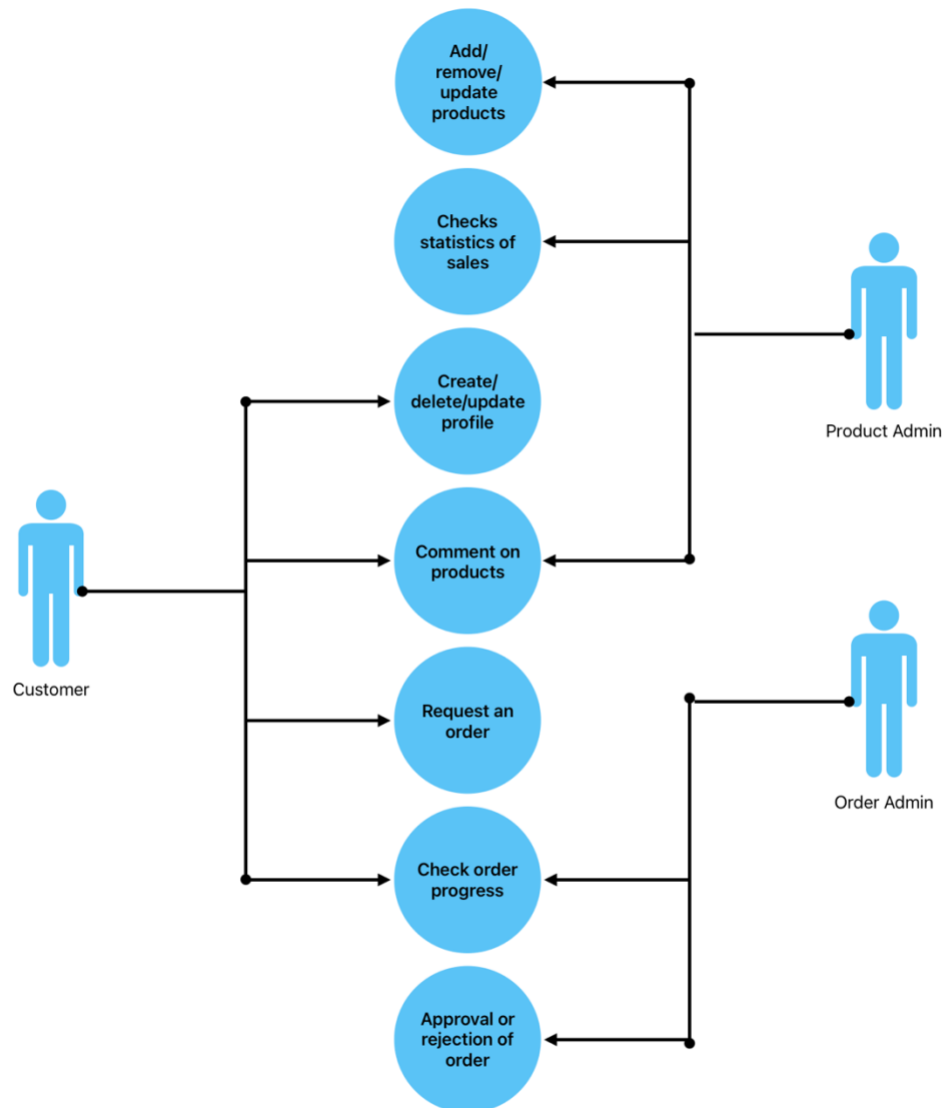 Add/
remove/
update
products
Checks
statistics of
sales
Create/
delete/update
profile
Product Admin
Comment on
products
Customer
Request an
order
Order Admin
Check order
progress
Approval or
rejection of
order